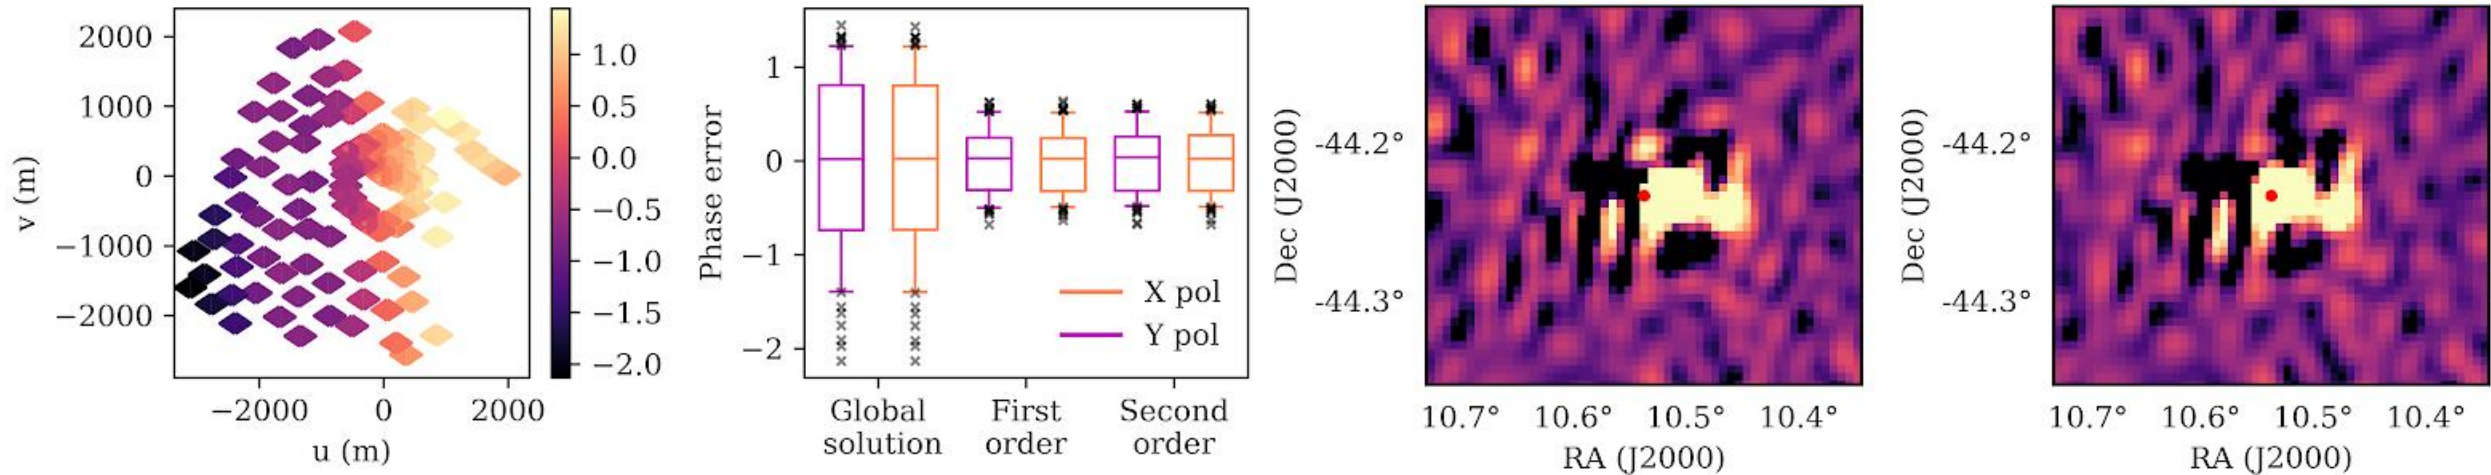 v (m)
2000
1000
0
−1000
−2000
−2000
0
2000
u (m)
1.0
0.5
0.0
−0.5
−1.0
−1.5
−2.0
Phase error
1
0
−1
−2
X pol
Y pol
Global
solution
First
order
Second
order
Dec (J2000)
-44.2°
-44.3°
10.7°
10.6°
10.5°
10.4°
RA (J2000)
Dec (J2000)
-44.2°
-44.3°
10.7°
10.6°
10.5°
10.4°
RA (J2000)